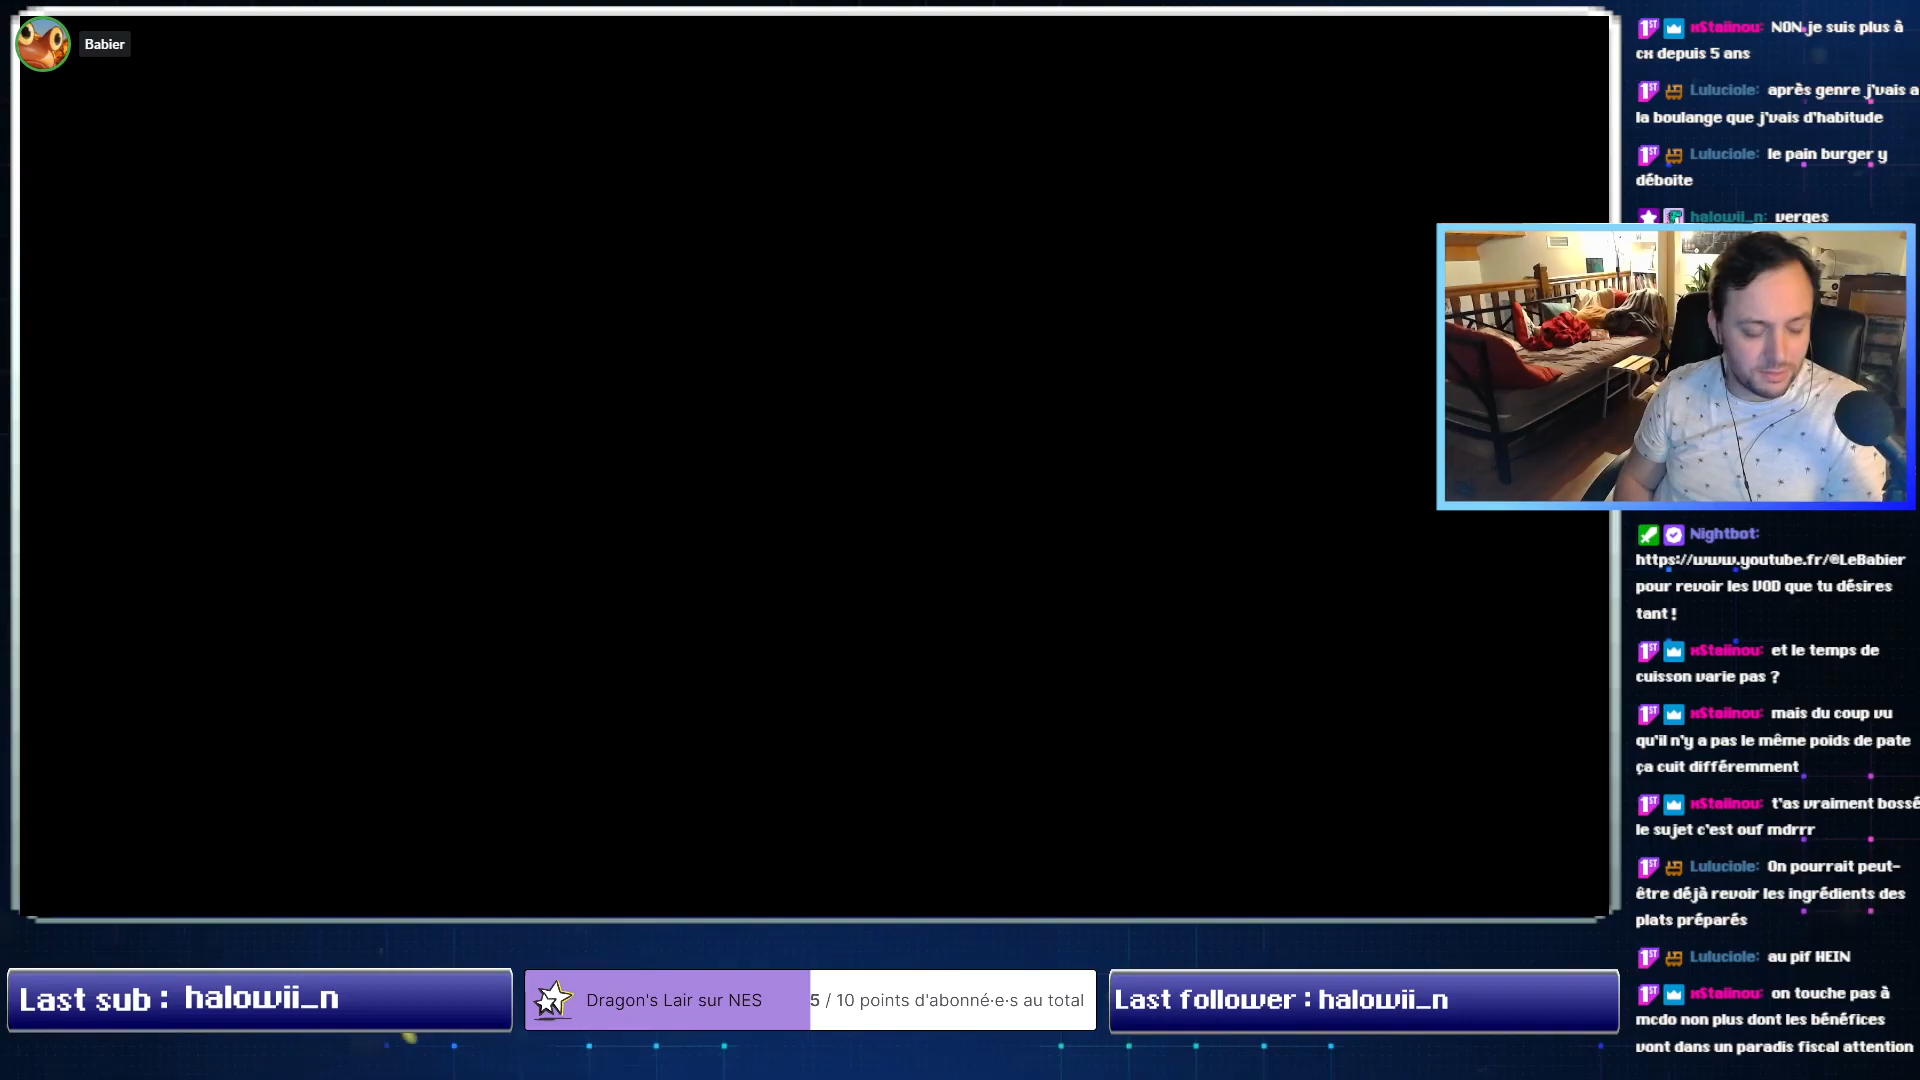 Babier
xStaiinou: NON je suis plus à
cx depuis 5 ans
Luluciole: après genre j'vais a
la boulange que j'vais d'habitude
Luluciole: le pain burger y
déboite
halowii_n: verges
Nightbot:
https://www.youtube.fr/@LeBabier
pour revoir les VOD que tu désires
tant !
xStaiinou: et le temps de
cuisson varie pas ?
xStaiinou: mais du coup vu
qu'il n'y a pas le même poids de pate
ça cuit différemment
xStaiinou: t'as vraiment bossé
le sujet c'est ouf mdrrr
Luluciole: On pourrait peut-
être déjà revoir les ingrédients des
plats préparés
Luluciole: au pif HEIN
xStaiinou: on touche pas à
mcdo non plus dont les bénéfices
vont dans un paradis fiscal attention
Last sub : halowii_n
Dragon's Lair sur NES
5 / 10 points d'abonné·e·s au total
Last follower : halowii_n